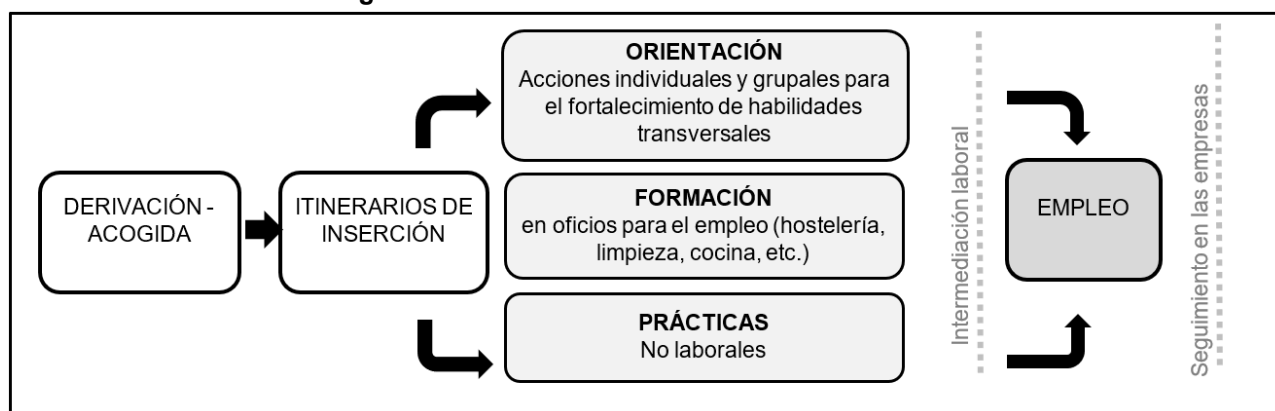 DERIVACIÓN -
ACOGIDA
ITINERARIOS DE
INSERCIÓN
ORIENTACIÓN
Acciones individuales y grupales para
el fortalecimiento de habilidades
transversales
FORMACIÓN
en oficios para el empleo (hostelería,
limpieza, cocina, etc.)
PRÁCTICAS
No laborales
Intermediación laboral
EMPLEO
Seguimiento en las empresas